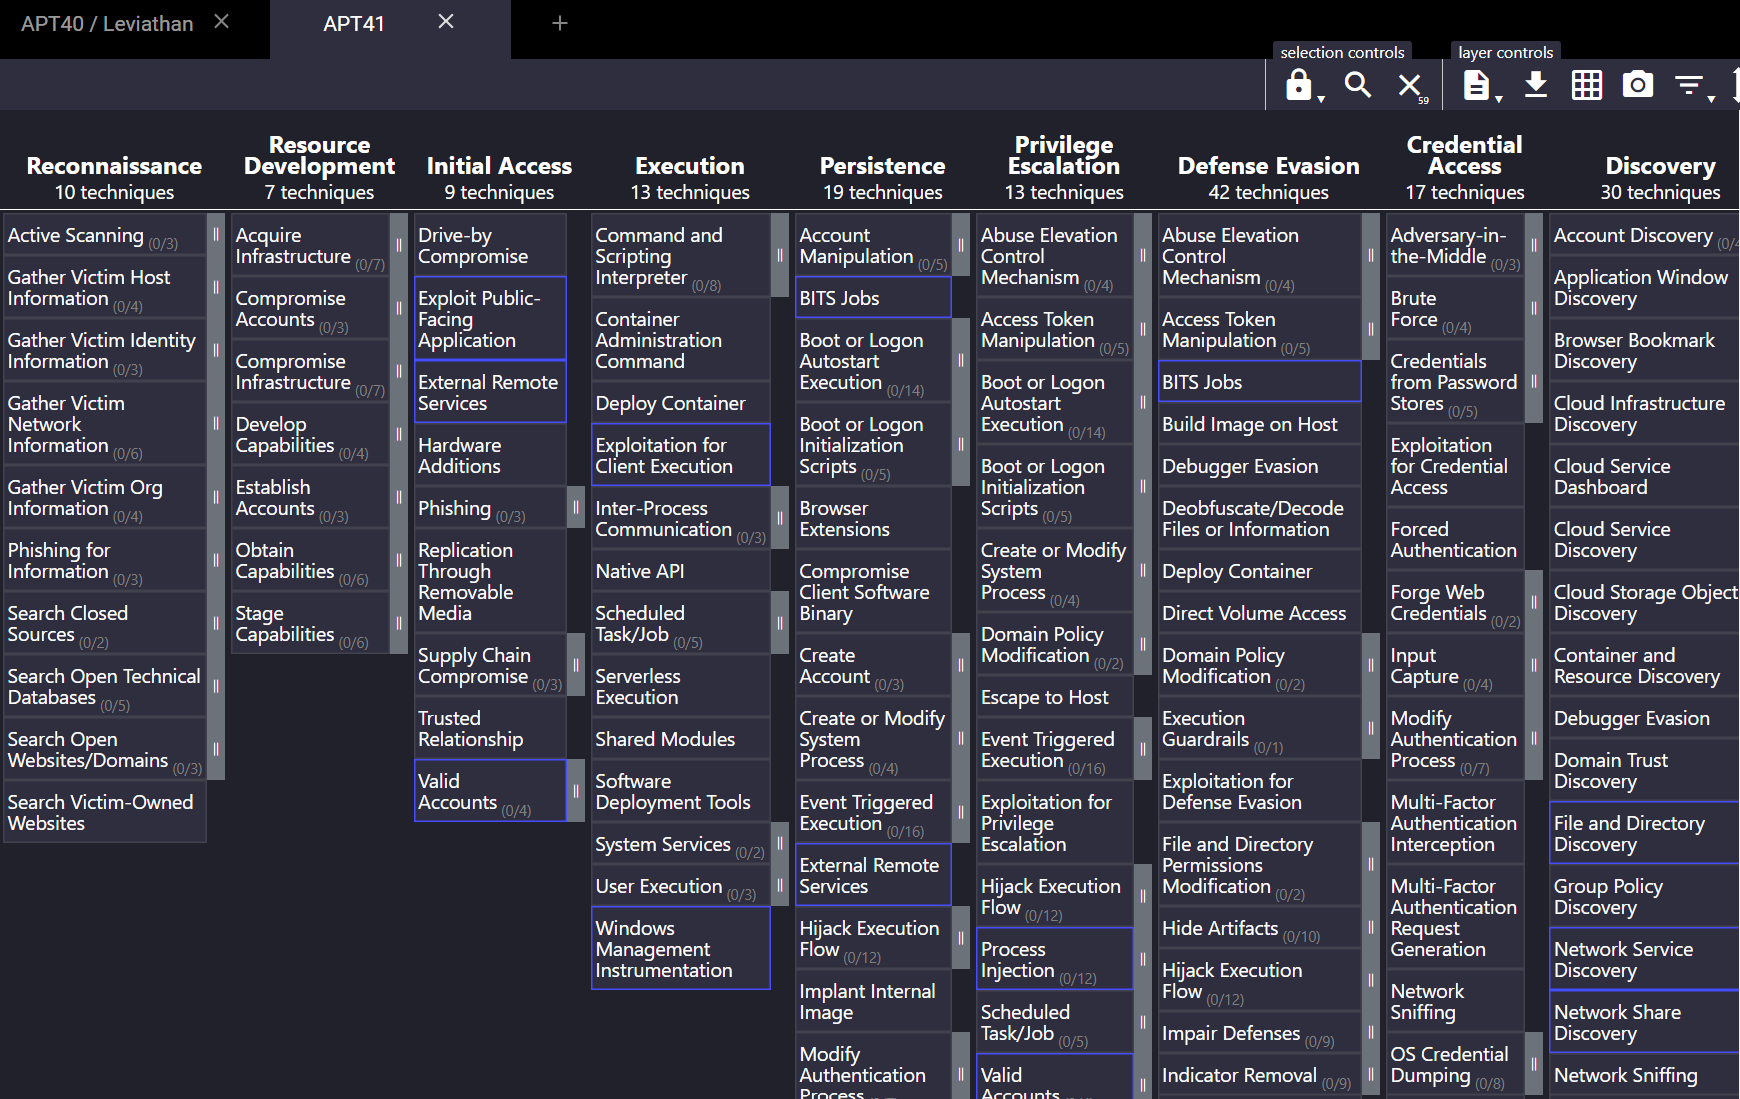 APT40 / Leviathan
APT41
selection controls
layer controls
59
Reconnaissance
10 techniques
Active Scanning (0/3)
Gather Victim Host
Information (0/4)
Gather Victim Identity
Information (0/3)
Gather Victim
Network
Information (0/6)
Gather Victim Org
Information (0/4)
Phishing for
Information (0/3)
Search Closed
Sources (0/2)
Search Open Technical
Databases (0/5)
Search Open
Websites/Domains (0/3)
Search Victim-Owned
Websites
Resource
Development
7 techniques
Acquire
Infrastructure (0/7)
Compromise
Accounts (0/3)
Compromise
Infrastructure (0/7)
Develop
Capabilities (0/4)
Establish
Accounts (0/3)
Obtain
Capabilities (0/6)
Stage
Capabilities (0/6)
Initial Access
9 techniques
Drive-by
Compromise
Exploit Public-
Facing
Application
External Remote
Services
Hardware
Additions
Phishing (0/3)
Replication
Through
Removable
Media
Supply Chain
Compromise (0/3)
Trusted
Relationship
Valid
Accounts (0/4)
Execution
13 techniques
Command and
Scripting
Interpreter (0/8)
Container
Administration
Command
Deploy Container
Exploitation for
Client Execution
Inter-Process
Communication (0/3)
Native API
Scheduled
Task/Job (0/5)
Serverless
Execution
Shared Modules
Software
Deployment Tools
System Services (0/2)
User Execution (0/3)
Windows
Management
Instrumentation
Persistence
19 techniques
Account
Manipulation (0/5)
BITS Jobs
Boot or Logon
Autostart
Execution (0/14)
Boot or Logon
Initialization
Scripts (0/5)
Browser
Extensions
Compromise
Client Software
Binary
Create
Account (0/3)
Create or Modify
System
Process (0/4)
Event Triggered
Execution (0/16)
External Remote
Services
Hijack Execution
Flow (0/12)
Implant Internal
Image
Modify
Authentication
Process
Privilege
Escalation
13 techniques
Abuse Elevation
Control
Mechanism (0/4)
Access Token
Manipulation (0/5)
Boot or Logon
Autostart
Execution (0/14)
Boot or Logon
Initialization
Scripts (0/5)
Create or Modify
System
Process (0/4)
Domain Policy
Modification (0/2)
Escape to Host
Event Triggered
Execution (0/16)
Exploitation for
Privilege
Escalation
Hijack Execution
Flow (0/12)
Process
Injection (0/12)
Scheduled
Task/Job (0/5)
Valid
Accounts
Defense Evasion
42 techniques
Abuse Elevation
Control
Mechanism (0/4)
Access Token
Manipulation (0/5)
BITS Jobs
Build Image on Host
Debugger Evasion
Deobfuscate/Decode
Files or Information
Deploy Container
Direct Volume Access
Domain Policy
Modification (0/2)
Execution
Guardrails (0/1)
Exploitation for
Defense Evasion
File and Directory
Permissions
Modification (0/2)
Hide Artifacts (0/10)
Hijack Execution
Flow (0/12)
Impair Defenses (0/9)
Indicator Removal (0/9)
Credential
Access
17 techniques
Adversary-in-
the-Middle (0/3)
Brute
Force (0/4)
Credentials
from Password
Stores (0/5)
Exploitation
for Credential
Access
Forced
Authentication
Forge Web
Credentials (0/2)
Input
Capture (0/4)
Modify
Authentication
Process (0/7)
Multi-Factor
Authentication
Interception
Multi-Factor
Authentication
Request
Generation
Network
Sniffing
OS Credential
Dumping (0/8)
Discovery
30 techniques
Account Discovery (0/4
Application Window
Discovery
Browser Bookmark
Discovery
Cloud Infrastructure
Discovery
Cloud Service
Dashboard
Cloud Service
Discovery
Cloud Storage Object
Discovery
Container and
Resource Discovery
Debugger Evasion
Domain Trust
Discovery
File and Directory
Discovery
Group Policy
Discovery
Network Service
Discovery
Network Share
Discovery
Network Sniffing